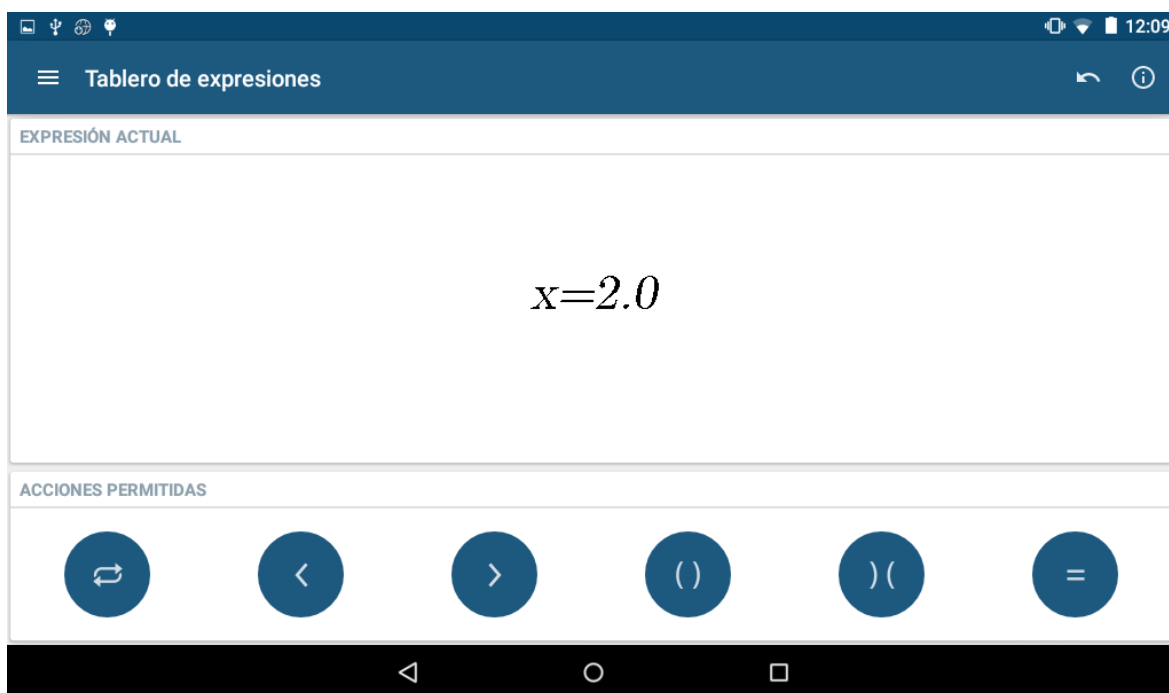 12:09
Tablero de expresiones
EXPRESIÓN ACTUAL
x=2.0
ACCIONES PERMITIDAS
< > ( ) ) ( =